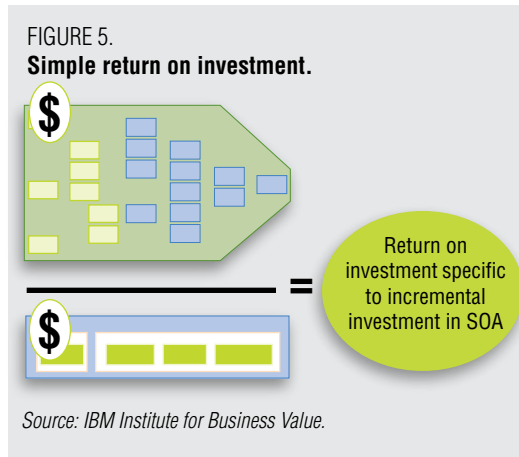 FIGURE 5.
Simple return on investment.
$
$
=
Return on
investment specific
to incremental
investment in SOA
Source: IBM Institute for Business Value.